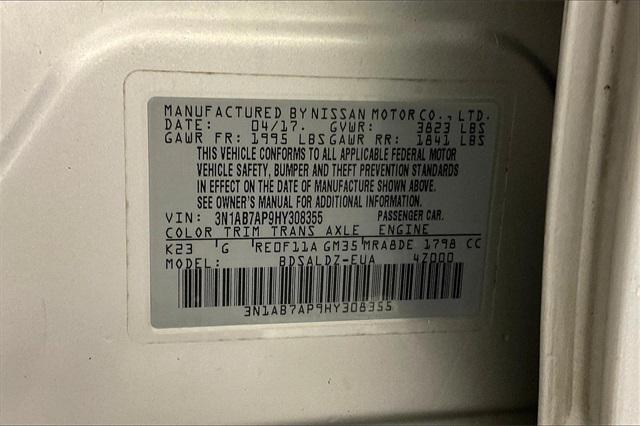 MANUFACTURED BY NISSAN MOTOR CO., LTD.
DATE: 04/17. GVWR: 3823 LBS
GAWR FR: 1995 LBS GAWR RR: 1841 LBS
THIS VEHICLE CONFORMS TO ALL APPLICABLE FEDERAL MOTOR
VEHICLE SAFETY, BUMPER AND THEFT PREVENTION STANDARDS
IN EFFECT ON THE DATE OF MANUFACTURE SHOWN ABOVE.
SEE OWNER'S MANUAL FOR ADDITIONAL INFORMATION.
VIN: 3N1AB7AP9HY308355 PASSENGER CAR.
COLOR TRIM TRANS AXLE ENGINE
K23 G RE0F11A GM35 MRA8DE 1798 CC
MODEL: BDSALDZ-EUA 4Z000
3N1AB7AP9HY308355